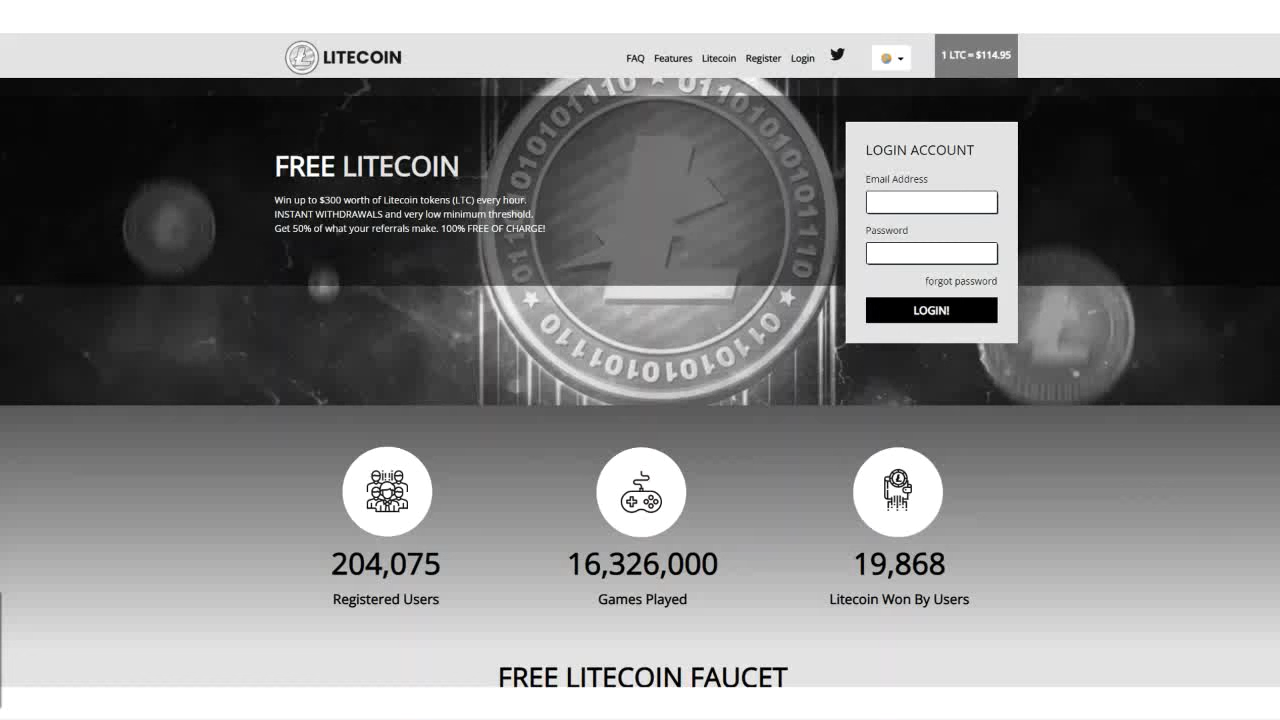 LITECOIN
FAQ Features Litecoin Register Login
1 LTC = $114.95
FREE LITECOIN
Win up to $300 worth of Litecoin tokens (LTC) every hour.
INSTANT WITHDRAWALS and very low minimum threshold.
Get 50% of what your referrals make. 100% FREE OF CHARGE!
LOGIN ACCOUNT
Email Address
Password
forgot password
LOGIN!
204,075
Registered Users
16,326,000
Games Played
19,868
Litecoin Won By Users
FREE LITECOIN FAUCET